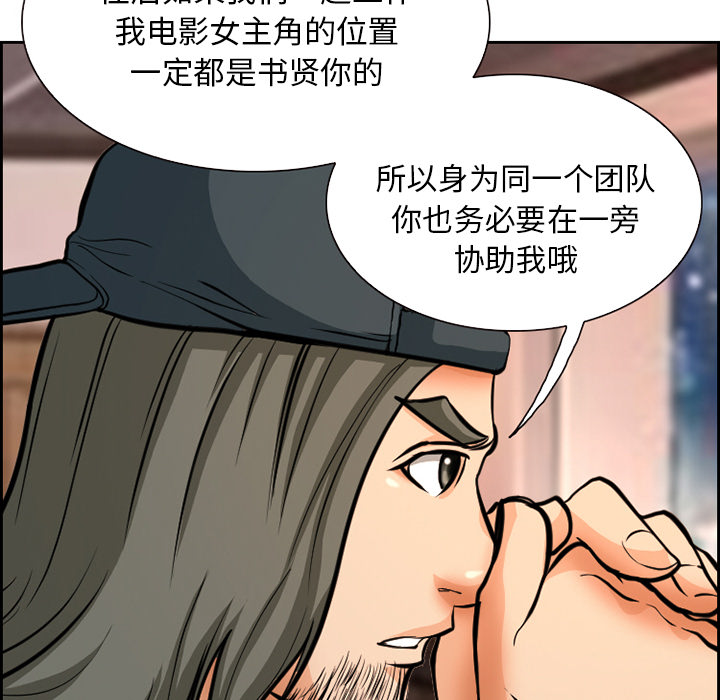 我电影女主角的位置
一定都是书贤你的
所以身为同一个团队
你也务必要在一旁
协助我哦